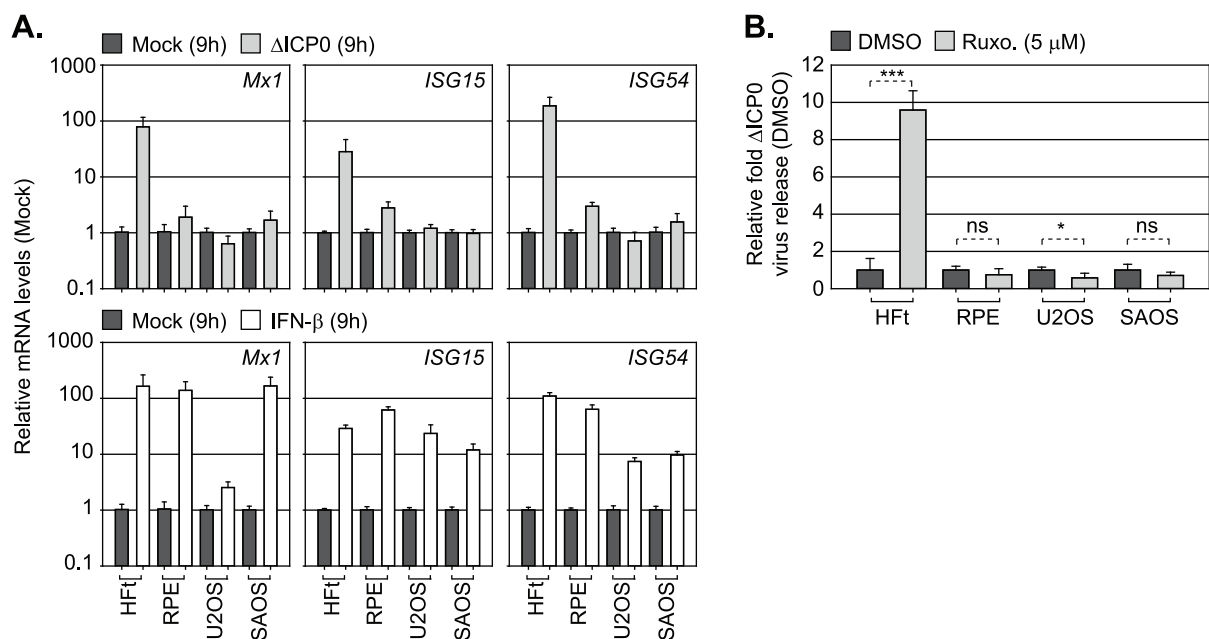 A.
Mock (9h) ΔICP0 (9h)
Relative mRNA levels (Mock)
1000
100
10
1
0.1
Mx1
ISG15
ISG54
Mock (9h) IFN-β (9h)
1000
100
10
1
0.1
Mx1
ISG15
ISG54
HFt RPE U2OS SAOS
HFt RPE U2OS SAOS
HFt RPE U2OS SAOS
B.
DMSO Ruxo. (5 μM)
Relative fold ΔICP0
virus release (DMSO)
12
10
8
6
4
2
0
***
ns
*
ns
HFt RPE U2OS SAOS